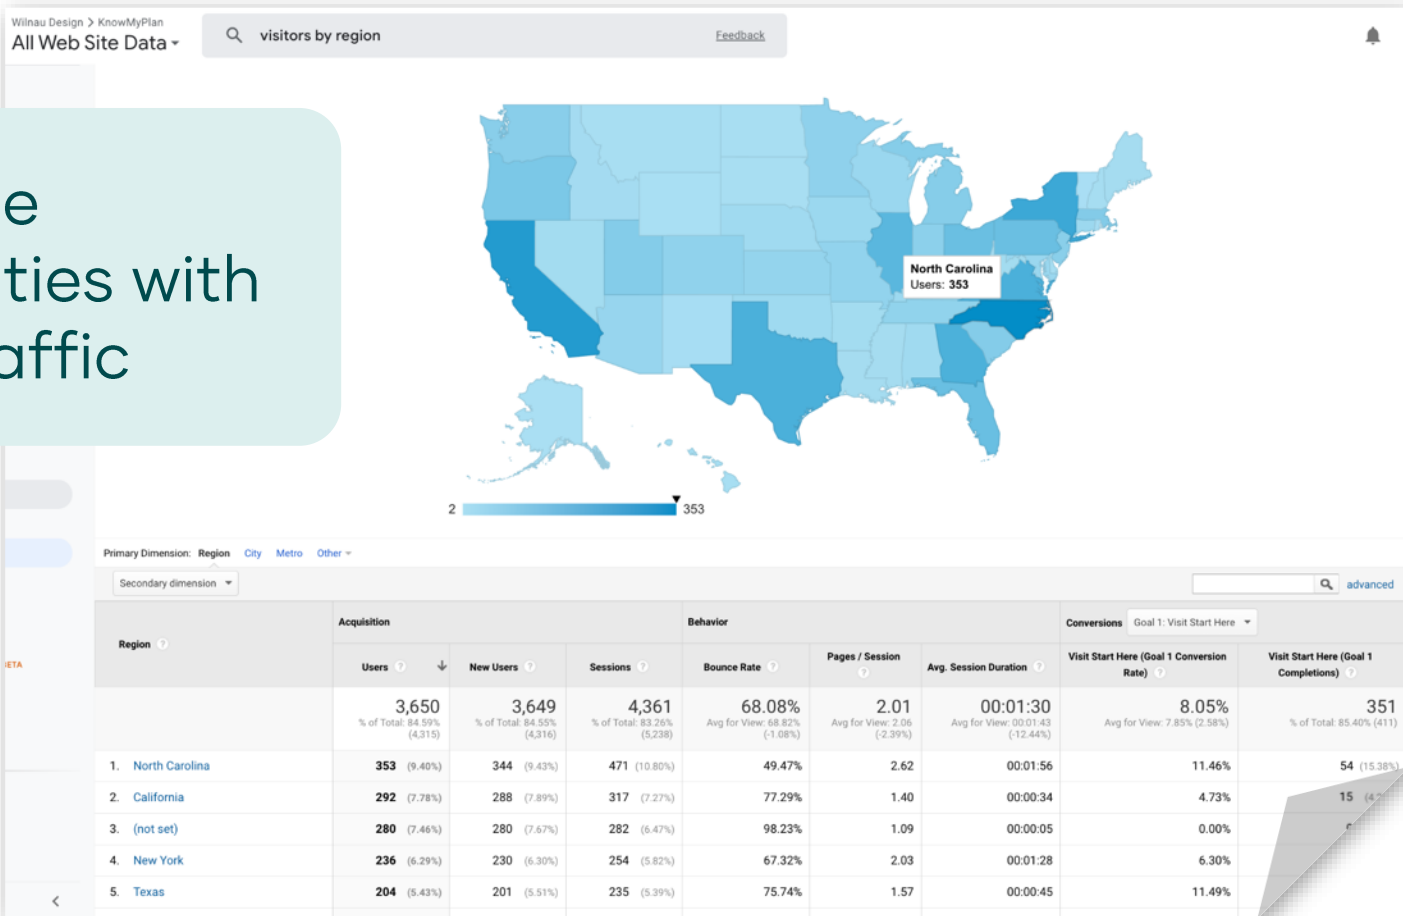 Wilnau Design > KnowMyPlan
All Web Site Data
visitors by region
Feedback
ties with
North Carolina
Users: 353
2
353
Primary Dimension: Region City Metro Other
Secondary dimension
advanced
Acquisition Behavior Conversions Goal 1: Visit Start Here
Region
Users New Users Sessions Bounce Rate Pages / Session Avg. Session Duration Visit Start Here (Goal 1 Conversion Rate) Visit Start Here (Goal 1 Completions)
3,650 3,649 4,361 68.08% 2.01 00:01:30 8.05% 351
% of Total: 84.59% (4,315) % of Total: 84.55% (4,316) % of Total: 83.26% (5,238) Avg for View: 68.82% (-1.08%) Avg for View: 2.06 (-2.39%) Avg for View: 00:01:43 (-12.44%) Avg for View: 7.85% (2.58%) % of Total: 85.40% (411)
1. North Carolina 353 (9.40%) 344 (9.43%) 471 (10.80%) 49.47% 2.62 00:01:56 11.46% 54 (15.38%)
2. California 292 (7.78%) 288 (7.89%) 317 (7.27%) 77.29% 1.40 00:00:34 4.73% 15
3. (not set) 280 (7.46%) 280 (7.67%) 282 (6.47%) 98.23% 1.09 00:00:05 0.00%
4. New York 236 (6.29%) 230 (6.30%) 254 (5.82%) 67.32% 2.03 00:01:28 6.30%
5. Texas 204 (5.43%) 201 (5.51%) 235 (5.39%) 75.74% 1.57 00:00:45 11.49%